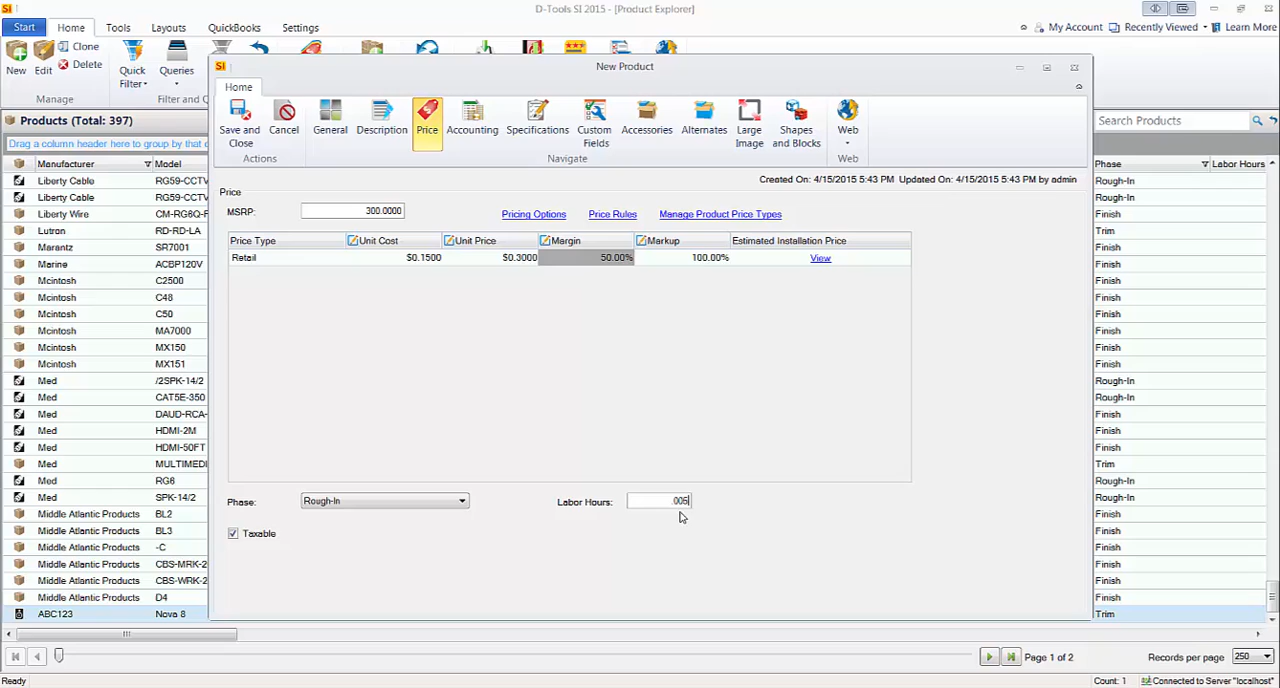 SI
D-Tools SI 2015 - [Product Explorer]
Start Home Tools Layouts QuickBooks Settings
My Account Recently Viewed Learn More
New Edit Clone Delete Quick Filter Queries
Manage Filter and Q
SI New Product
Home
Save and Close Cancel General Description Price Accounting Specifications Custom Fields Accessories Alternates Large Image Shapes and Blocks Web
Actions Navigate Web
Products (Total: 397)
Search Products
Drag a column header here to group by that c
Manufacturer Model
Phase Labor Hours
Created On: 4/15/2015 5:43 PM Updated On: 4/15/2015 5:43 PM by admin
Price
MSRP: 300.0000 Pricing Options Price Rules Manage Product Price Types
Price Type Unit Cost Unit Price Margin Markup Estimated Installation Price
Retail $0.1500 $0.3000 50.00% 100.00% View
Phase: Rough-In Labor Hours: .005
Taxable
Liberty Cable RG59-CCTV Rough-In
Liberty Cable RG59-CCTV Rough-In
Liberty Wire CM-RG6Q-F Finish
Lutron RD-RD-LA Trim
Marantz SR7001 Finish
Marine ACBP120V Finish
Mcintosh C2500 Finish
Mcintosh C48 Finish
Mcintosh C50 Finish
Mcintosh MA7000 Finish
Mcintosh MX150 Finish
Mcintosh MX151 Finish
Med /2SPK-14/2 Rough-In
Med CAT5E-350 Rough-In
Med DAUD-RCA- Finish
Med HDMI-2M Finish
Med HDMI-50FT Finish
Med MULTIMEDI Trim
Med RG6 Rough-In
Med SPK-14/2 Rough-In
Middle Atlantic Products BL2 Finish
Middle Atlantic Products BL3 Finish
Middle Atlantic Products -C Finish
Middle Atlantic Products CBS-MRK-2 Finish
Middle Atlantic Products CBS-WRK-2 Finish
Middle Atlantic Products D4 Finish
ABC123 Nova 8 Trim
Page 1 of 2 Records per page 250
Ready Count: 1 Connected to Server "localhost"